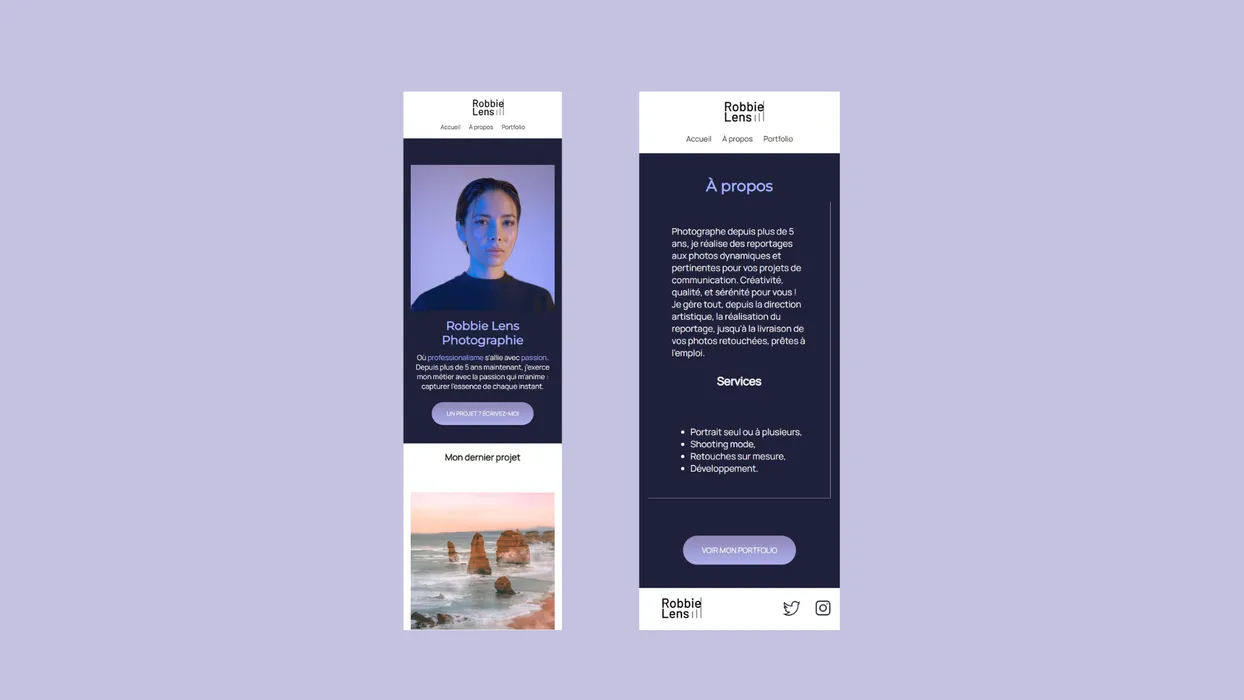 Robbie
Lens
Accueil À propos Portfolio
Robbie Lens
Photographie
Où professionalisme s'allie avec passion.
Depuis plus de 5 ans maintenant, j'exerce
mon métier avec la passion qui m'anime :
capturer l'essence de chaque instant.
UN PROJET ? ÉCRIVEZ-MOI
Mon dernier projet
Robbie
Lens
Accueil À propos Portfolio
À propos
Photographe depuis plus de 5
ans, je réalise des reportages
aux photos dynamiques et
pertinentes pour vos projets de
communication. Créativité,
qualité, et sérénité pour vous !
Je gère tout, depuis la direction
artistique, la réalisation du
reportage, jusqu'à la livraison de
vos photos retouchées, prêtes à
l'emploi.
Services
Portrait seul ou à plusieurs,
Shooting mode,
Retouches sur mesure,
Développement.
VOIR MON PORTFOLIO
Robbie
Lens